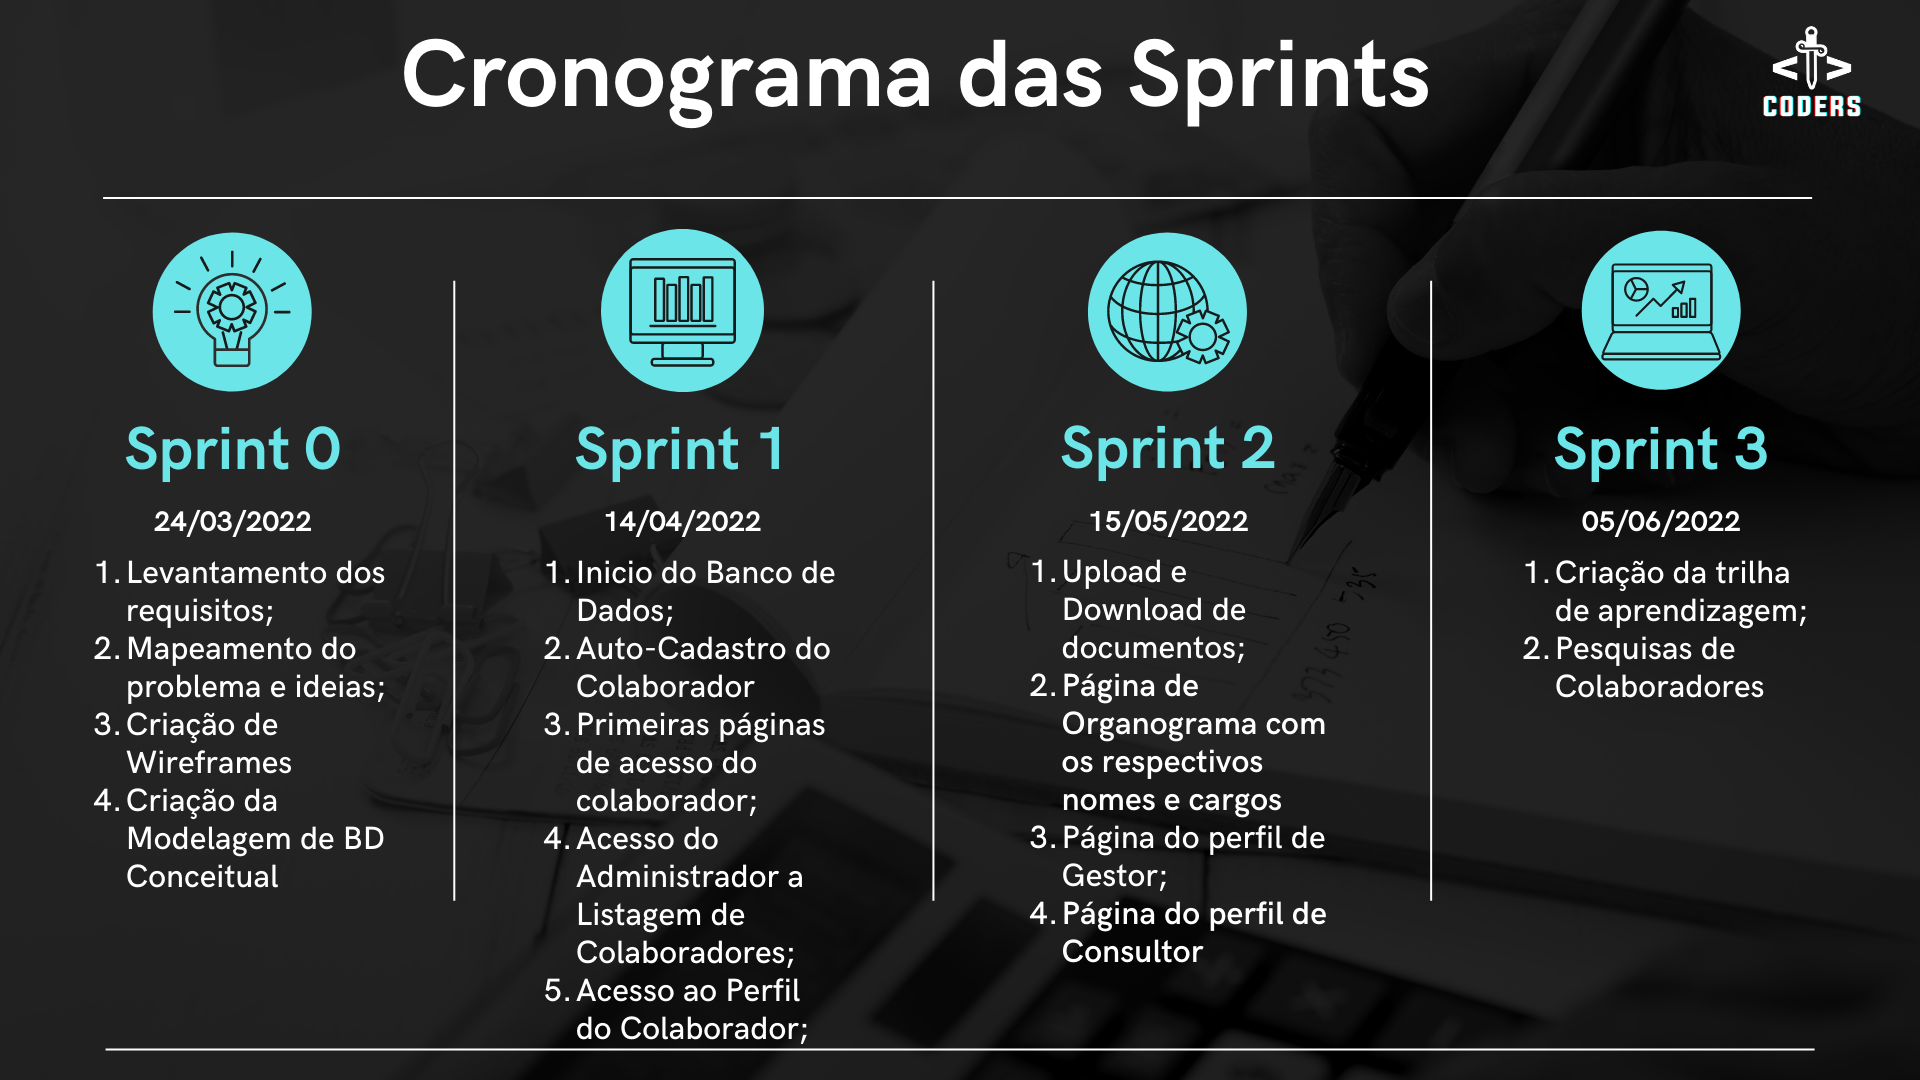 Cronograma das Sprints
CODERS
Sprint 0
24/03/2022
1. Levantamento dos
requisitos;
2. Mapeamento do
problema e ideias;
3. Criação de
Wireframes
4. Criação da
Modelagem de BD
Conceitual
Sprint 1
14/04/2022
1. Inicio do Banco de
Dados;
2. Auto-Cadastro do
Colaborador
3. Primeiras páginas
de acesso do
colaborador;
4. Acesso do
Administrador a
Listagem de
Colaboradores;
5. Acesso ao Perfil
do Colaborador;
Sprint 2
15/05/2022
1. Upload e
Download de
documentos;
2. Página de
Organograma com
os respectivos
nomes e cargos
3. Página do perfil de
Gestor;
4. Página do perfil de
Consultor
Sprint 3
05/06/2022
1. Criação da trilha
de aprendizagem;
2. Pesquisas de
Colaboradores